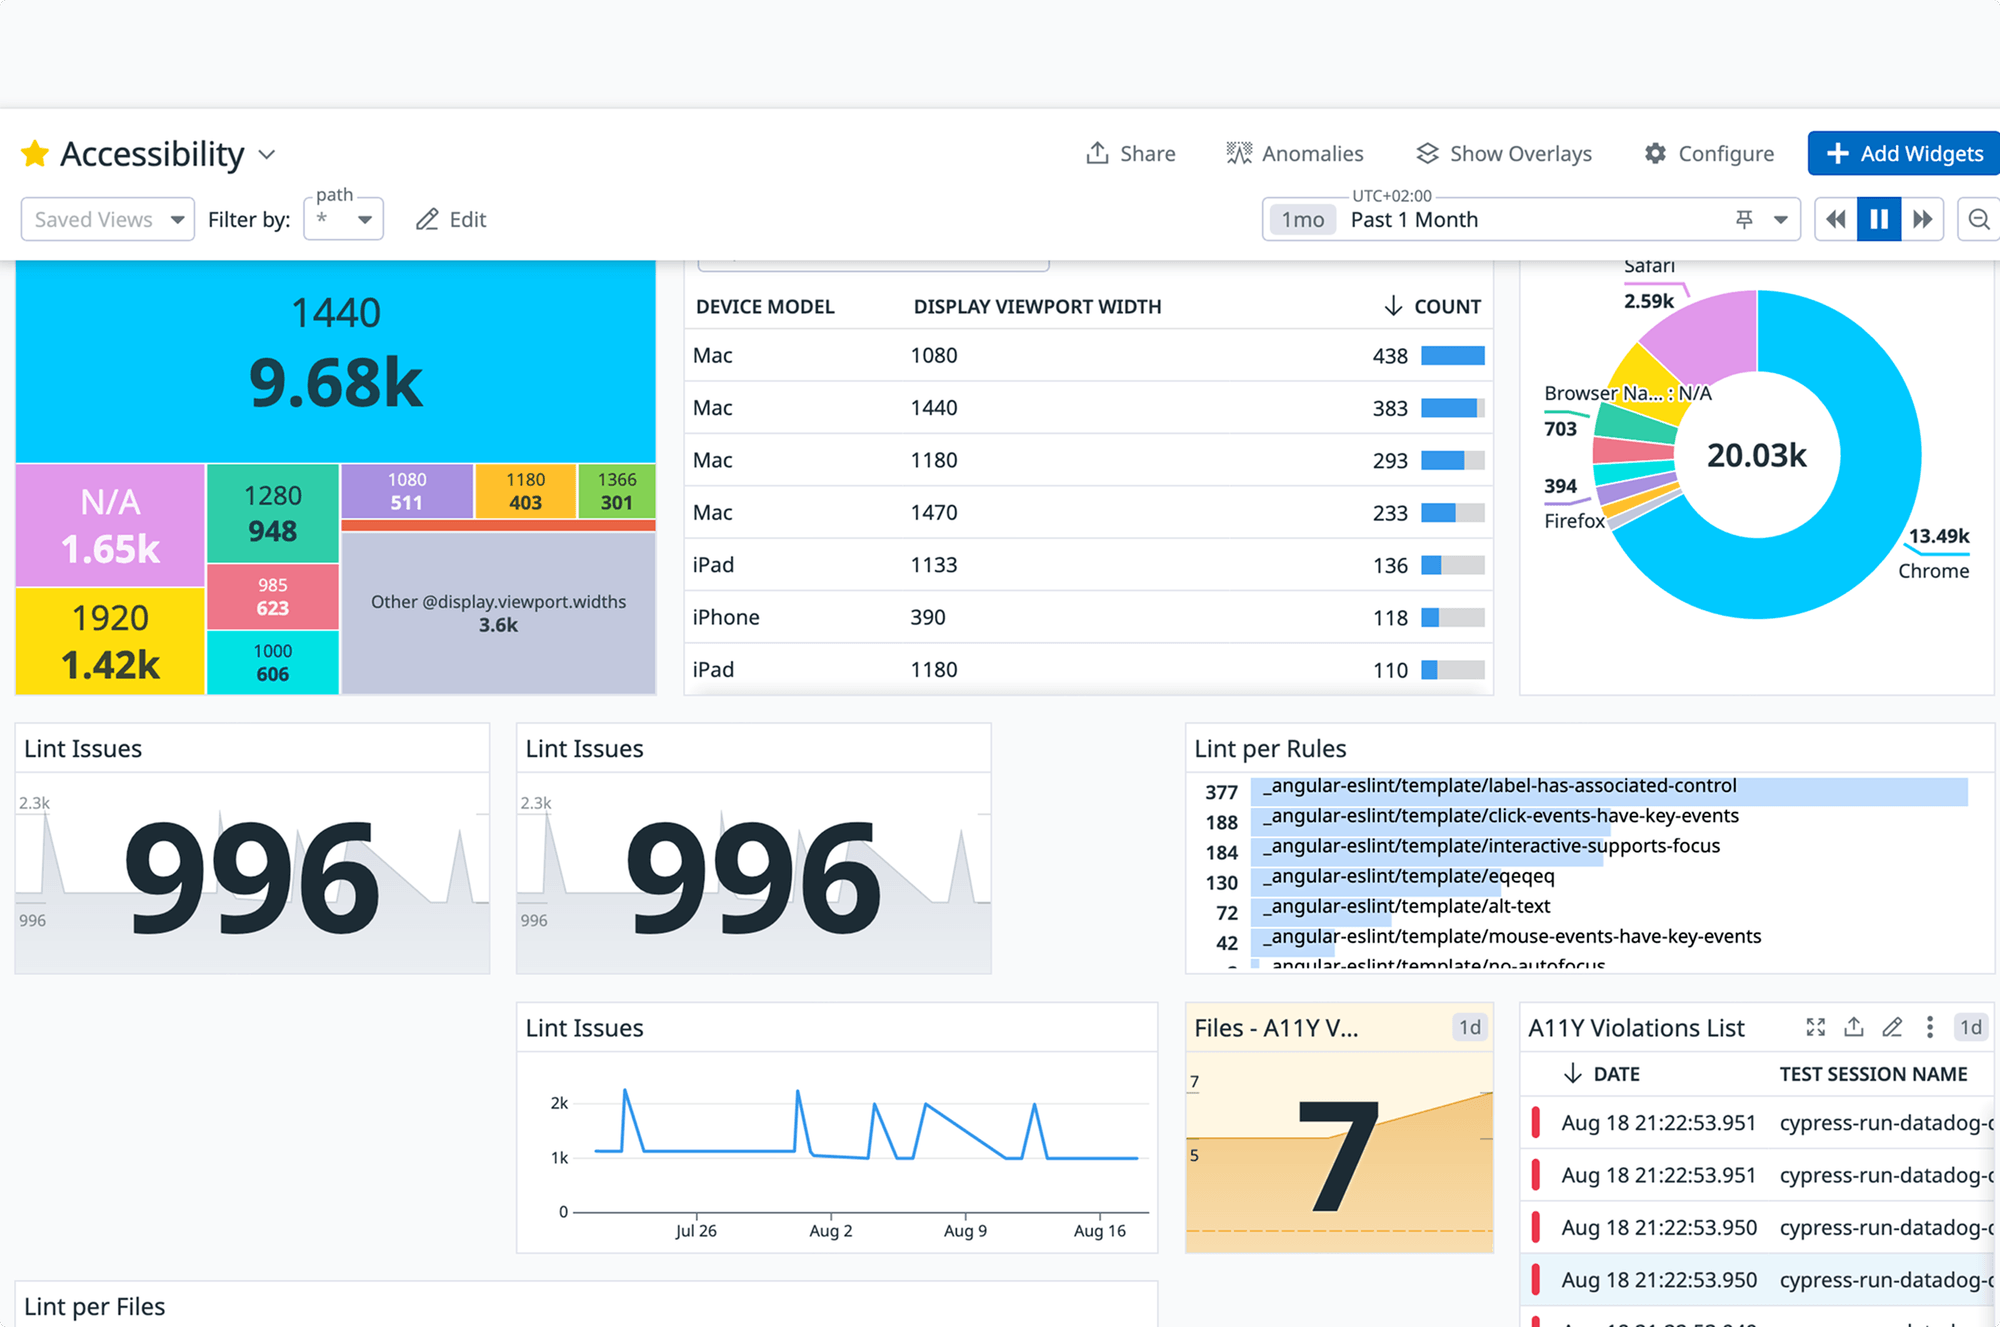 Accessibility
Share
Anomalies
Show Overlays
Configure
Add Widgets
Saved Views
Filter by:
path
*
Edit
UTC+02:00
1mo
Past 1 Month
1440
9.68k
N/A
1.65k
1920
1.42k
1280
948
985
623
1000
606
1080
511
1180
403
1366
301
Other @display.viewport.widths
3.6k
DEVICE MODEL DISPLAY VIEWPORT WIDTH COUNT
Mac 1080 438
Mac 1440 383
Mac 1180 293
Mac 1470 233
iPad 1133 136
iPhone 390 118
iPad 1180 110
Safari
2.59k
Browser Na... : N/A
703
394
Firefox
20.03k
13.49k
Chrome
Lint Issues
2.3k
996
996
Lint Issues
2.3k
996
996
Lint per Rules
377 _angular-eslint/template/label-has-associated-control
188 _angular-eslint/template/click-events-have-key-events
184 _angular-eslint/template/interactive-supports-focus
130 _angular-eslint/template/eqeqeq
72 _angular-eslint/template/alt-text
42 _angular-eslint/template/mouse-events-have-key-events
_angular-eslint/template/no-autofocus
Lint Issues
2k
1k
0
Jul 26
Aug 2
Aug 9
Aug 16
Files - A11Y V...
1d
7
5
7
A11Y Violations List
1d
DATE TEST SESSION NAME
Aug 18 21:22:53.951 cypress-run-datadog-
Aug 18 21:22:53.951 cypress-run-datadog-
Aug 18 21:22:53.950 cypress-run-datadog-
Aug 18 21:22:53.950 cypress-run-datadog-
Lint per Files